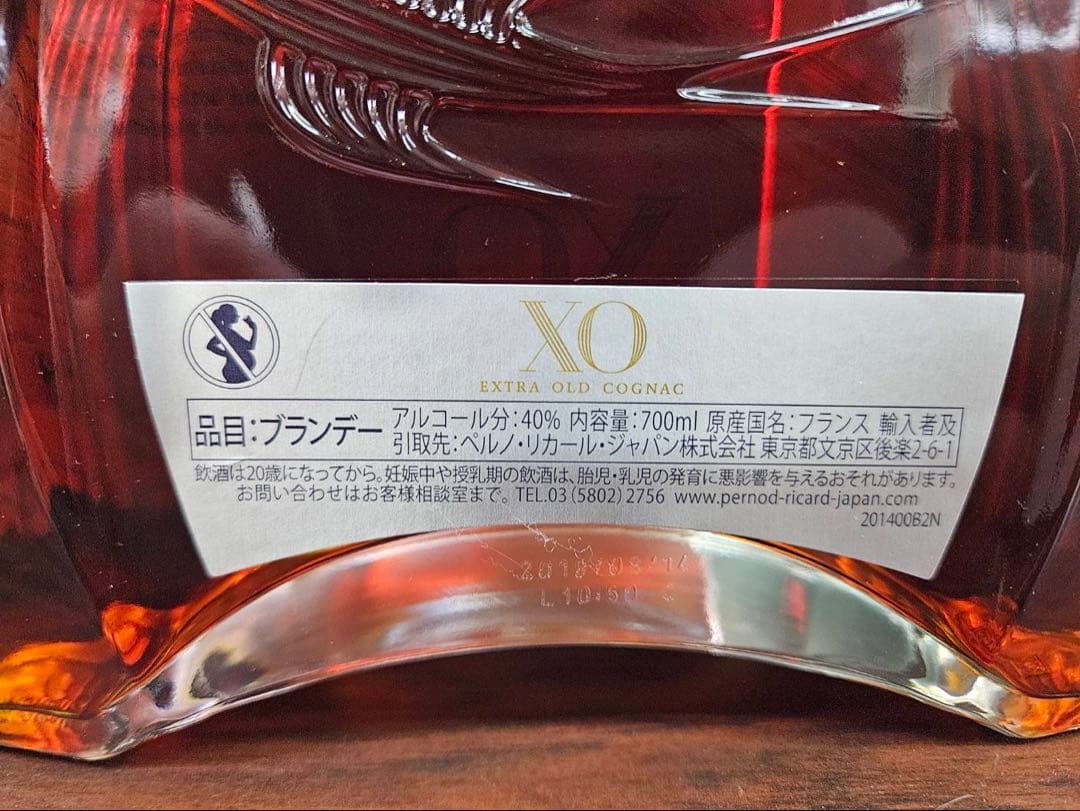 XO
EXTRA OLD COGNAC
品目:ブランデー アルコール分:40% 内容量:700ml 原産国名:フランス 輸入者及
引取先:ペルノ・リカール・ジャパン株式会社 東京都文京区後楽2-6-1
飲酒は20歳になってから。妊娠中や授乳期の飲酒は、胎児・乳児の発育に悪影響を与えるおそれがあります。
お問い合わせはお客様相談室まで。TEL.03 (5802) 2756 www.pernod-ricard-japan.com
201400B2N